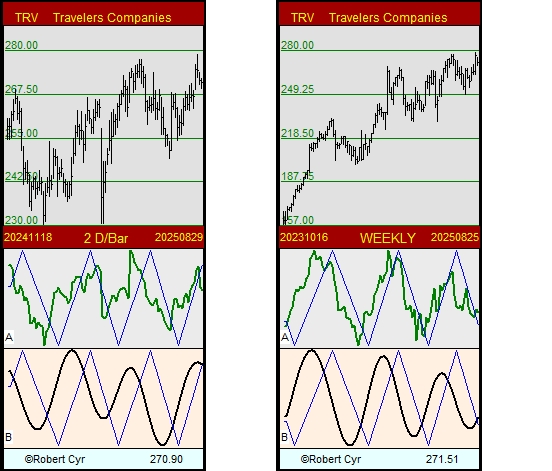 TRV Travelers Companies
280.00
267.50
255.00
242.50
230.00
20241118 2 D/Bar 20250829
A
B
©Robert Cyr 270.90
TRV Travelers Companies
280.00
249.25
218.50
187.75
157.00
20231016 WEEKLY 20250825
A
B
©Robert Cyr 271.51